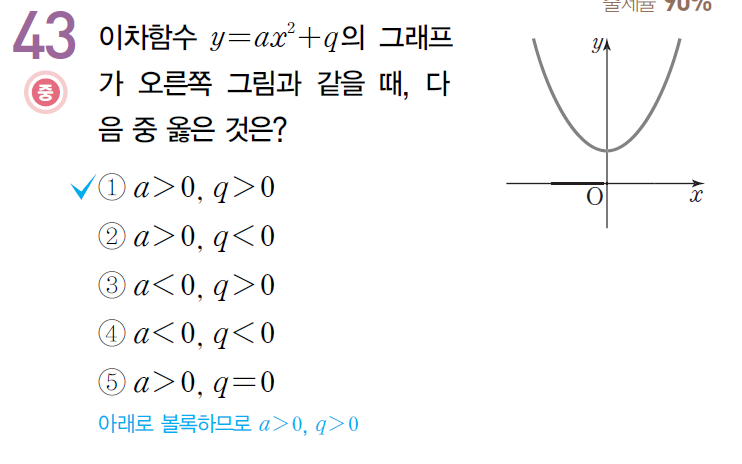 출제율 90%
43
중
이차함수 y=ax²+q의 그래프
가 오른쪽 그림과 같을 때, 다
음 중 옳은 것은?
① a>0, q>0
② a>0, q<0
③ a<0, q>0
④ a<0, q<0
⑤ a>0, q=0
아래로 볼록하므로 a>0, q>0
y
O
x